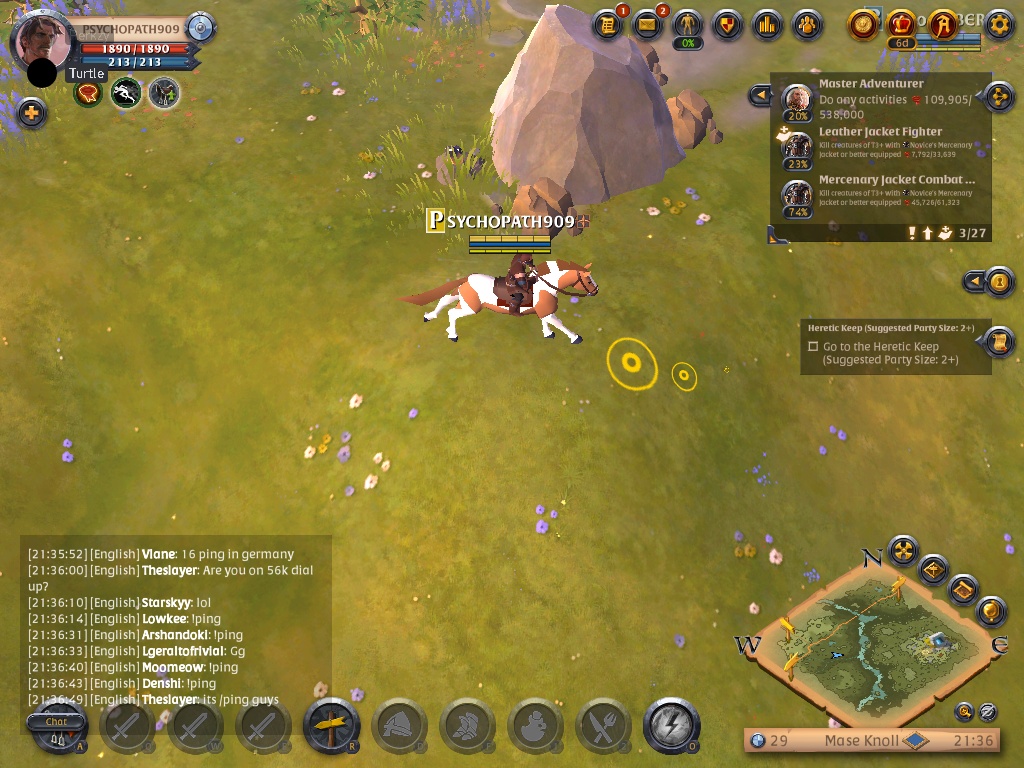 PSYCHOPATH909
1890/1890
213/213
Turtle
1
2
0%
6d
BER
Master Adventurer
Do any activities 109,905/
538,000
20%
Leather Jacket Fighter
Kill creatures of T3+ with Novice's Mercenary
Jacket or better equipped 7,792/33,639
23%
Mercenary Jacket Combat ...
Kill creatures of T3+ with Novice's Mercenary
Jacket or better equipped 45,726/61,323
74%
3/27
PSYCHOPATH909
Heretic Keep (Suggested Party Size: 2+)
Go to the Heretic Keep
(Suggested Party Size: 2+)
[21:35:52][English] Vlane: 16 ping in germany
[21:36:00][English] Theslayer: Are you on 56k dial
up?
[21:36:10][English] Starskyy: lol
[21:36:14][English] Lowkee: !ping
[21:36:31][English] Arshandoki: !ping
[21:36:33][English] Lgeraltofrivial: Gg
[21:36:40][English] Moomeow: !ping
[21:36:43][English] Denshi: !ping
[21:36:49][English] Theslayer: its /ping guys
Chat
A
W
R
O
N
W
E
29
Mase Knoll
21:36